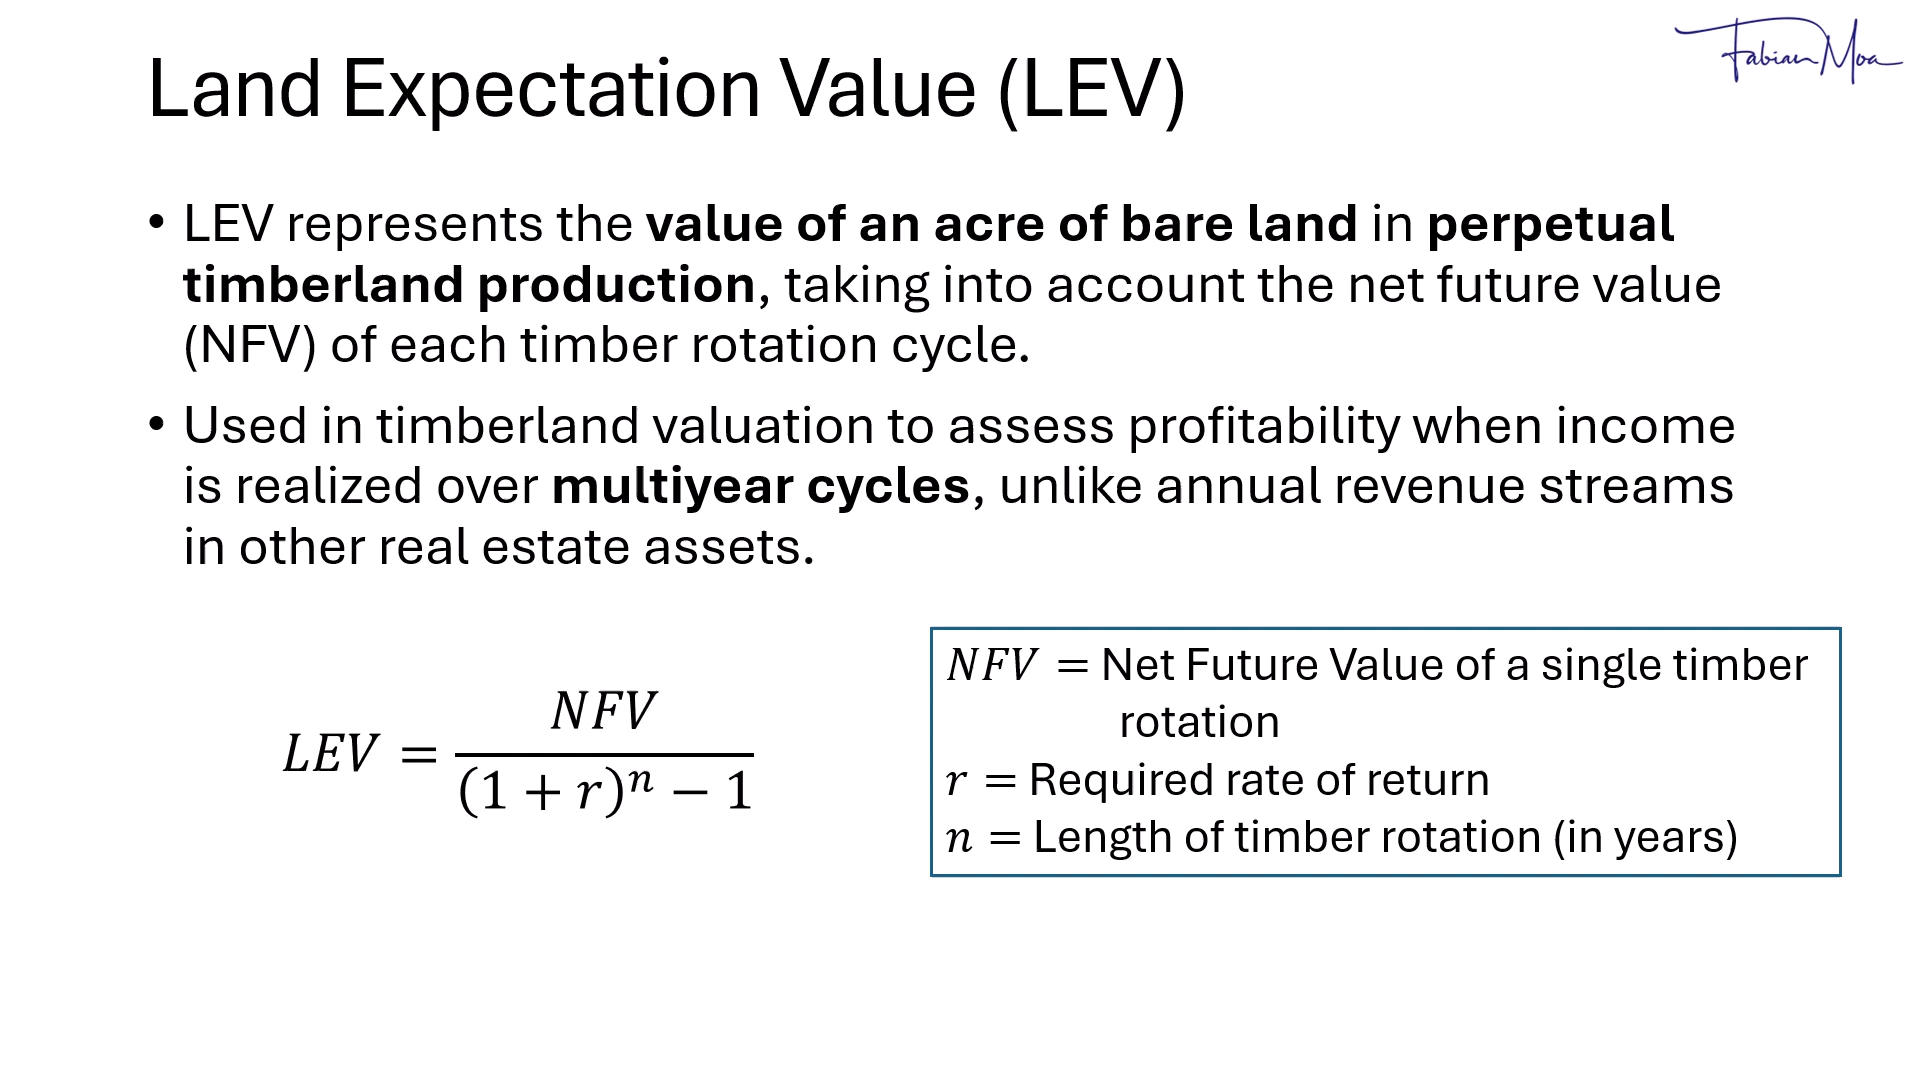 Fabian Moa
Land Expectation Value (LEV)
• LEV represents the value of an acre of bare land in perpetual
timberland production, taking into account the net future value
(NFV) of each timber rotation cycle.
• Used in timberland valuation to assess profitability when income
is realized over multiyear cycles, unlike annual revenue streams
in other real estate assets.
LEV = NFV / (1 + r)ⁿ − 1
NFV = Net Future Value of a single timber
rotation
r = Required rate of return
n = Length of timber rotation (in years)